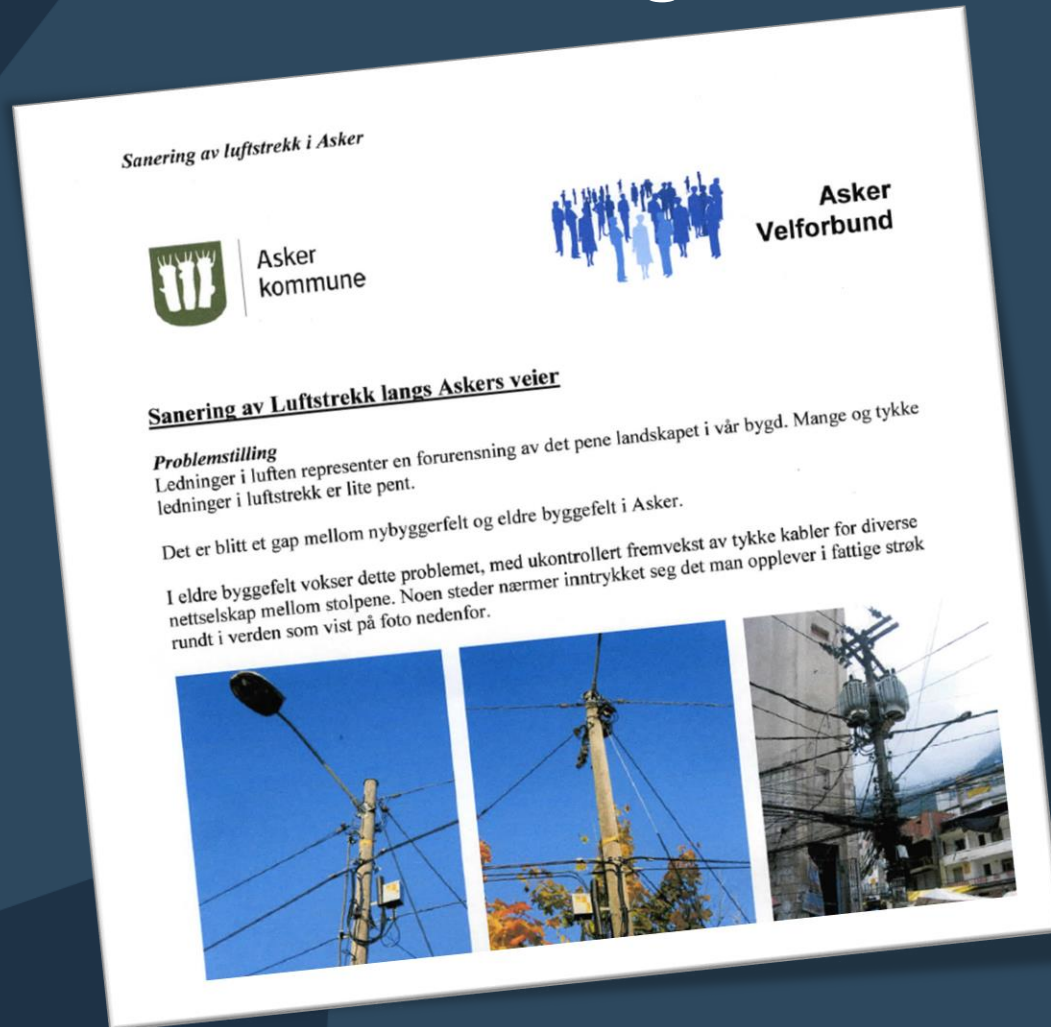 Sanering av luftstrekk i Asker
Asker
kommune
Asker
Velforbund
Sanering av Luftstrekk langs Askers veier
Problemstilling
Ledninger i luften representer en forurensning av det pene landskapet i vår bygd. Mange og tykke
ledninger i luftstrekk er lite pent.
Det er blitt et gap mellom nybyggerfelt og eldre byggefelt i Asker.
I eldre byggefelt vokser dette problemet, med ukontrollert fremvekst av tykke kabler for diverse
nettselskap mellom stolpene. Noen steder nærmer inntrykket seg det man opplever i fattige strøk
rundt i verden som vist på foto nedenfor.